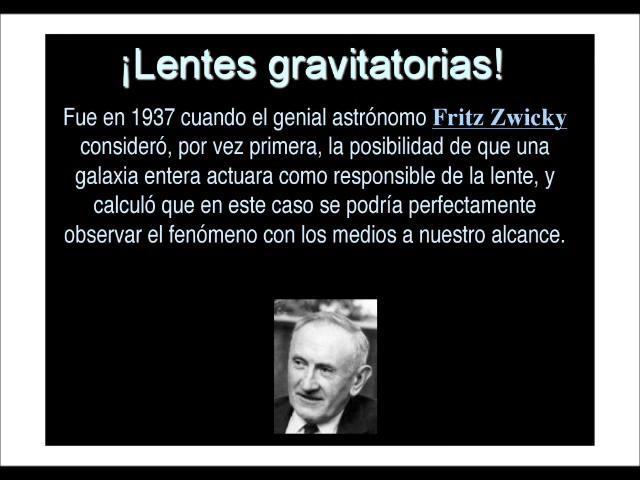 ¡Lentes gravitatorias!
Fue en 1937 cuando el genial astrónomo Fritz Zwicky
consideró, por vez primera, la posibilidad de que una
galaxia entera actuara como responsible de la lente, y
calculó que en este caso se podría perfectamente
observar el fenómeno con los medios a nuestro alcance.